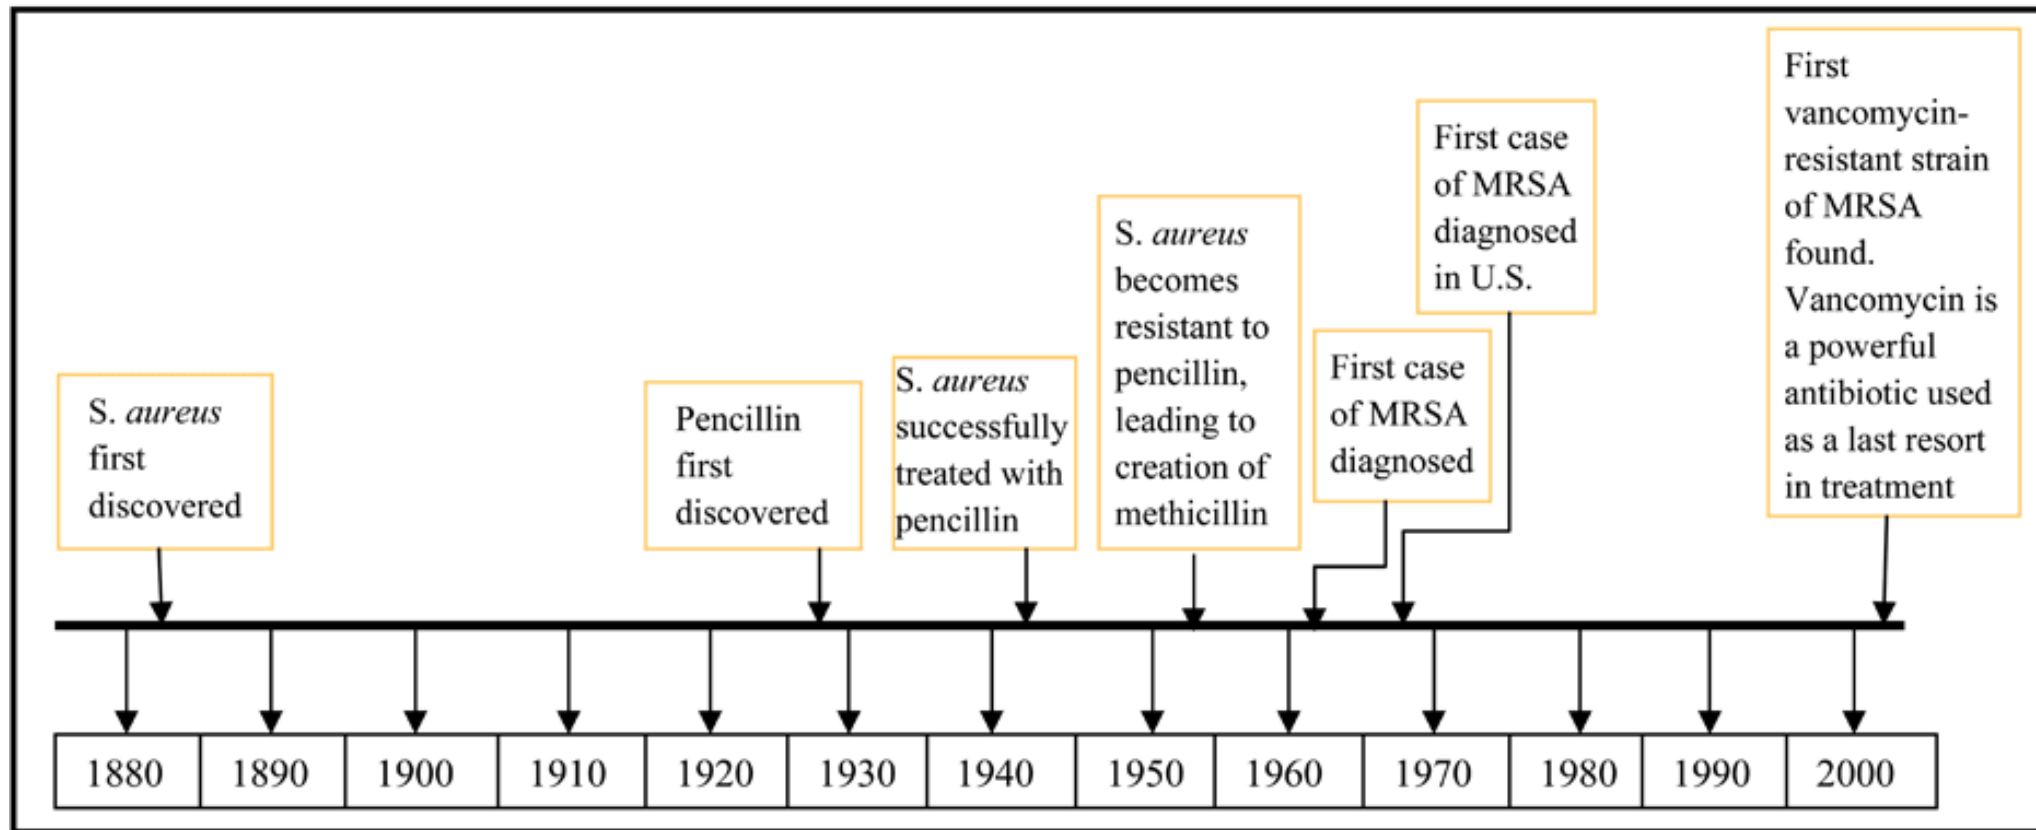 S. aureus
first
discovered
Pencillin
first
discovered
S. aureus
successfully
treated with
pencillin
S. aureus
becomes
resistant to
pencillin,
leading to
creation of
methicillin
First case
of MRSA
diagnosed
First case
of MRSA
diagnosed
in U.S.
First
vancomycin-
resistant strain
of MRSA
found.
Vancomycin is
a powerful
antibiotic used
as a last resort
in treatment
1880 1890 1900 1910 1920 1930 1940 1950 1960 1970 1980 1990 2000